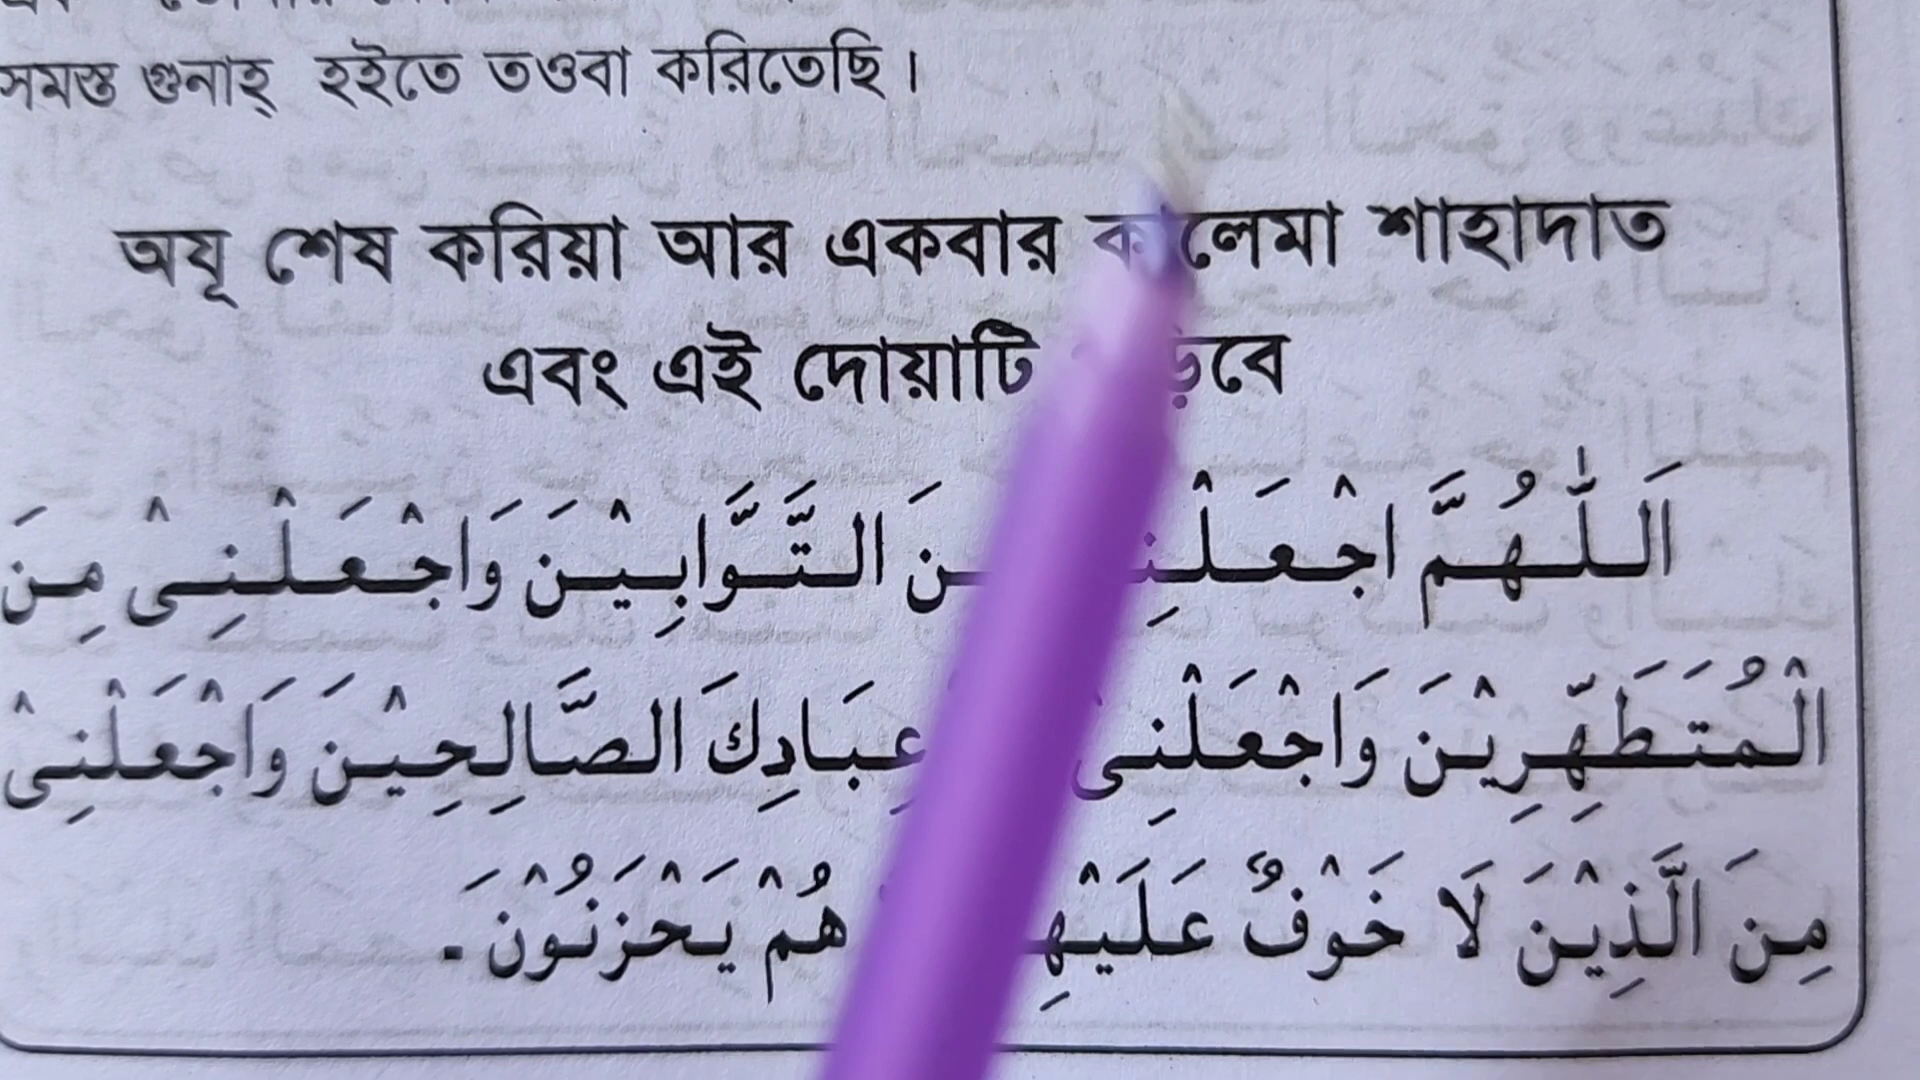 সমস্ত গুনাহ্ হইতে তওবা করিতেছি।
অযূ শেষ করিয়া আর একবার কালেমা শাহাদাত
এবং এই দোয়াটি
اَللّٰهُمَّ اجْعَلْنِىْ مِنَ التَّوَّابِيْنَ وَاجْعَلْنِىْ مِنَ
الْمُتَطَهِّرِيْنَ وَاجْعَلْنِىْ عِبَادِكَ الصَّالِحِيْنَ وَاجْعَلْنِىْ
مِنَ الَّذِيْنَ لَا خَوْفٌ عَلَيْهِمْ هُمْ يَحْزَنُوْنَ۔